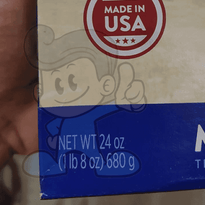 MADE IN
USA
NET WT 24 oz
(1 lb 8 oz) 680 g